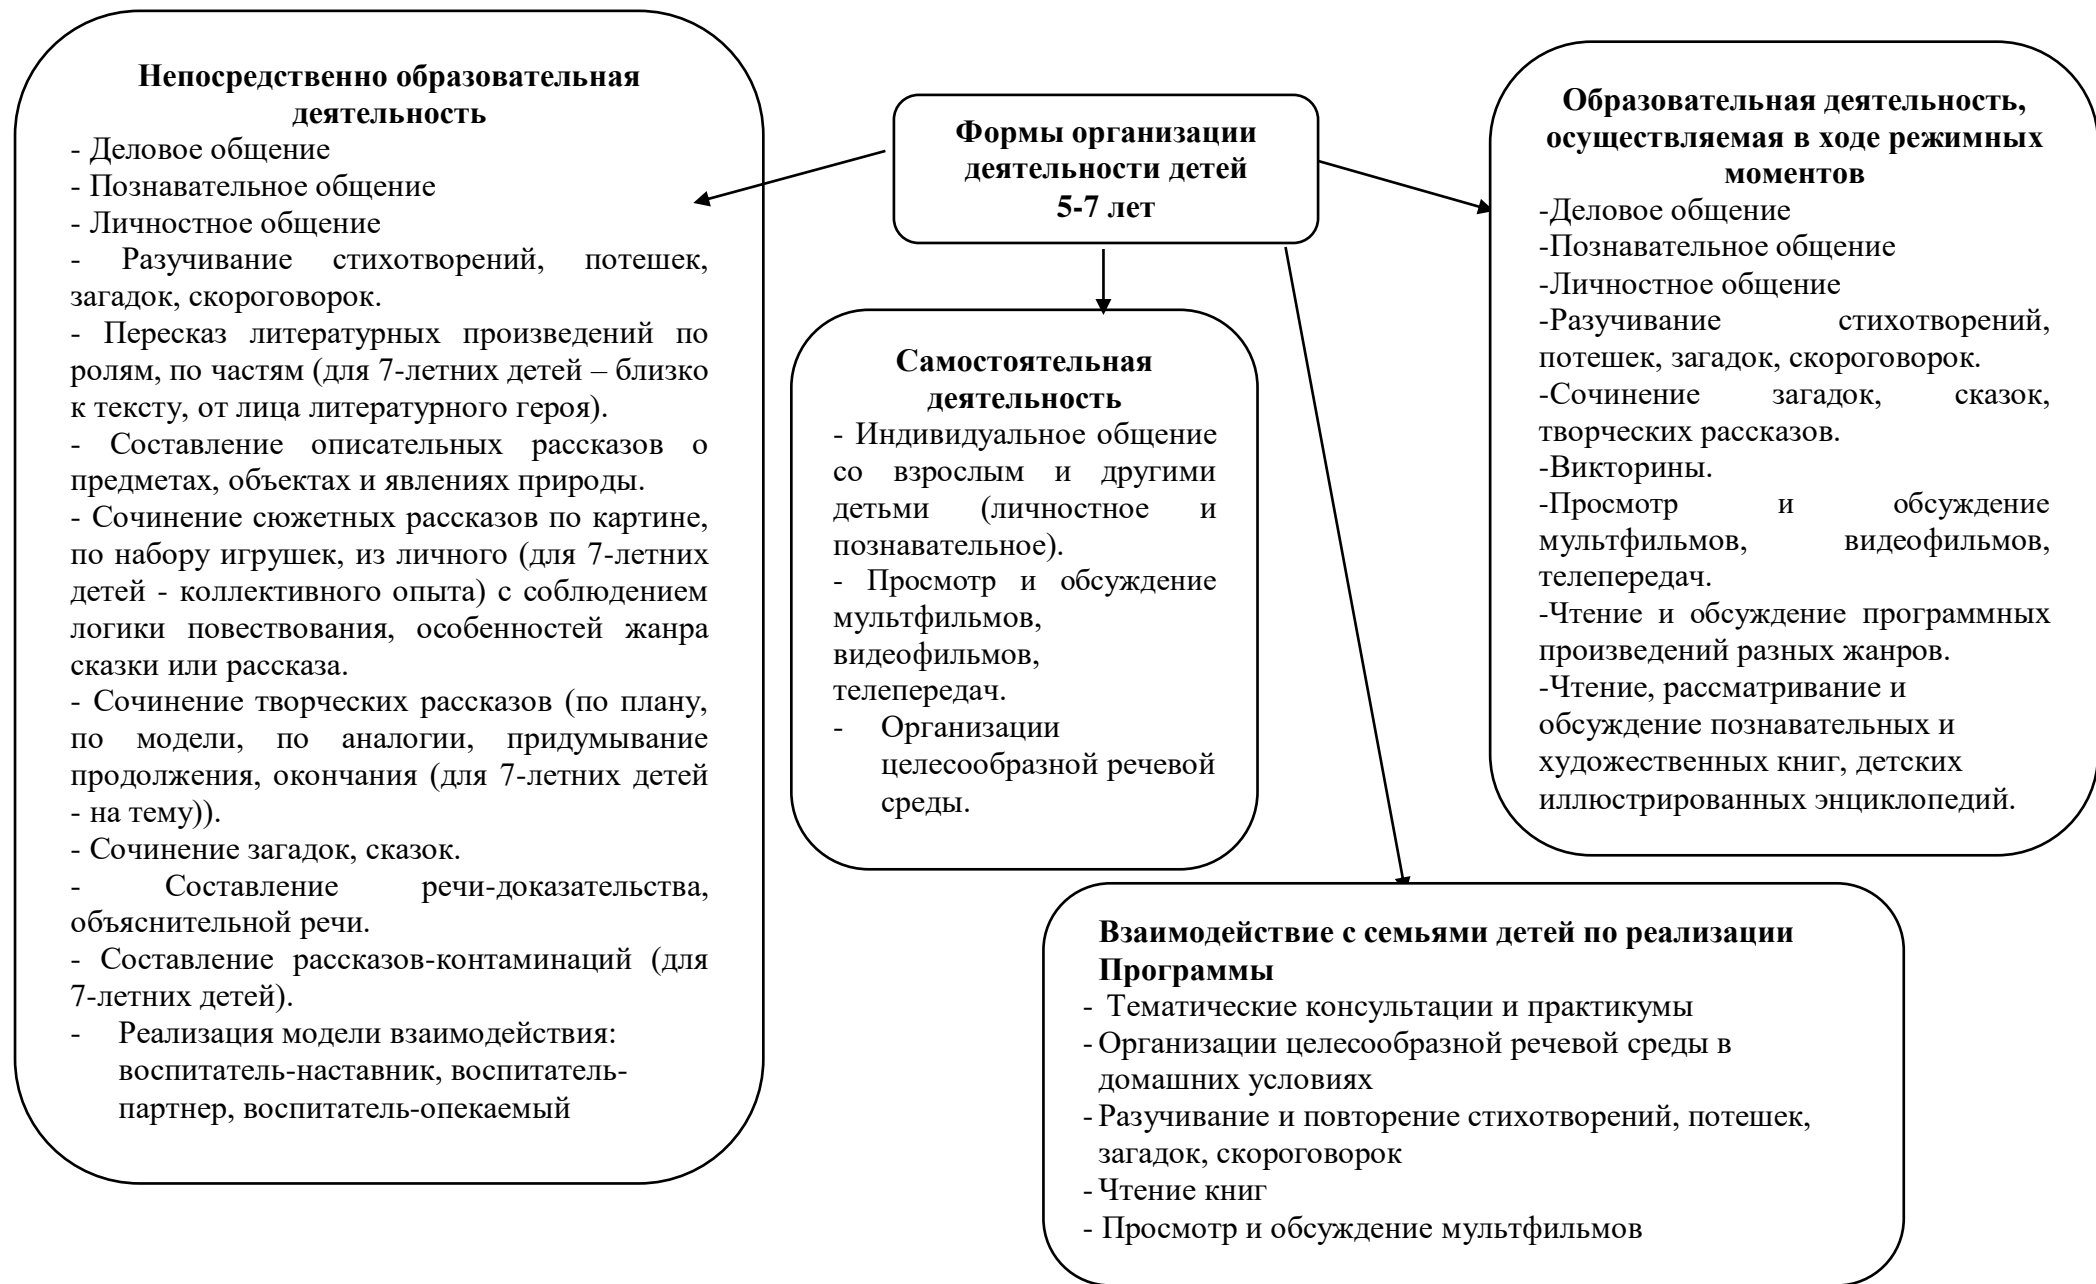 Непосредственно образовательная
деятельность
- Деловое общение
- Познавательное общение
- Личностное общение
- Разучивание стихотворений, потешек,
загадок, скороговорок.
- Пересказ литературных произведений по
ролям, по частям (для 7-летних детей – близко
к тексту, от лица литературного героя).
- Составление описательных рассказов о
предметах, объектах и явлениях природы.
- Сочинение сюжетных рассказов по картине,
по набору игрушек, из личного (для 7-летних
детей - коллективного опыта) с соблюдением
логики повествования, особенностей жанра
сказки или рассказа.
- Сочинение творческих рассказов (по плану,
по модели, по аналогии, придумывание
продолжения, окончания (для 7-летних детей
- на тему)).
- Сочинение загадок, сказок.
- Составление речи-доказательства,
объяснительной речи.
- Составление рассказов-контаминаций (для
7-летних детей).
- Реализация модели взаимодействия:
воспитатель-наставник, воспитатель-
партнер, воспитатель-опекаемый
Формы организации
деятельности детей
5-7 лет
Самостоятельная
деятельность
- Индивидуальное общение
со взрослым и другими
детьми (личностное и
познавательное).
- Просмотр и обсуждение
мультфильмов,
видеофильмов,
телепередач.
- Организации
целесообразной речевой
среды.
Образовательная деятельность,
осуществляемая в ходе режимных
моментов
-Деловое общение
-Познавательное общение
-Личностное общение
-Разучивание стихотворений,
потешек, загадок, скороговорок.
-Сочинение загадок, сказок,
творческих рассказов.
-Викторины.
-Просмотр и обсуждение
мультфильмов, видеофильмов,
телепередач.
-Чтение и обсуждение программных
произведений разных жанров.
-Чтение, рассматривание и
обсуждение познавательных и
художественных книг, детских
иллюстрированных энциклопедий.
Взаимодействие с семьями детей по реализации
Программы
- Тематические консультации и практикумы
- Организации целесообразной речевой среды в
домашних условиях
- Разучивание и повторение стихотворений, потешек,
загадок, скороговорок
- Чтение книг
- Просмотр и обсуждение мультфильмов